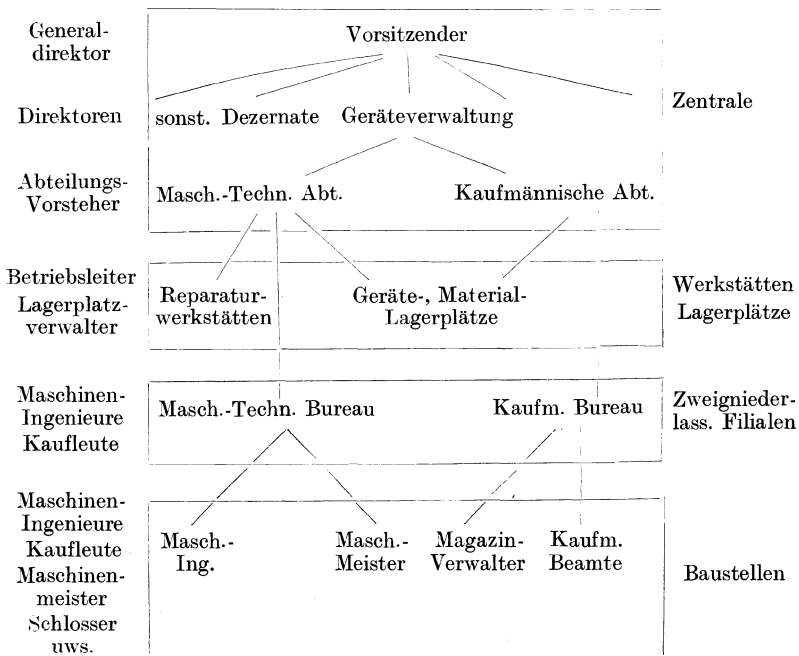 General-
direktor
Vorsitzender
Direktoren
sonst. Dezernate Geräteverwaltung
Zentrale
Abteilungs-
Vorsteher
Masch.-Techn. Abt.
Kaufmännische Abt.
Betriebsleiter
Lagerplatz-
verwalter
Reparatur-
werkstätten
Geräte-, Material-
Lagerplätze
Werkstätten
Lagerplätze
Maschinen-
Ingenieure
Kaufleute
Masch.-Techn. Bureau
Kaufm. Bureau
Zweignieder-
lass. Filialen
Maschinen-
Ingenieure
Kaufleute
Maschinen-
meister
Schlosser
uws.
Masch.-
Ing.
Masch.-
Meister
Magazin-
Verwalter
Kaufm.
Beamte
Baustellen